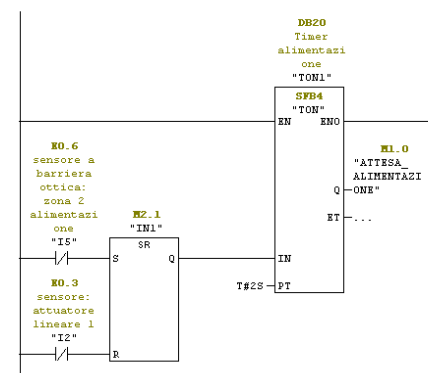 DB20
Timer
alimentazi
one
"TON1"
SFB4
"TON"
EN ENO
E0.6
sensore a
barriera
ottica:
zona 2
alimentazi
one
"I5"
M1.0
"ATTESA_
ALIMENTAZI
Q ONE"
M2.1
"IN1"
SR
ET ...
S Q
IN
T#2S PT
E0.3
sensore:
attuatore
lineare 1
"I2"
R